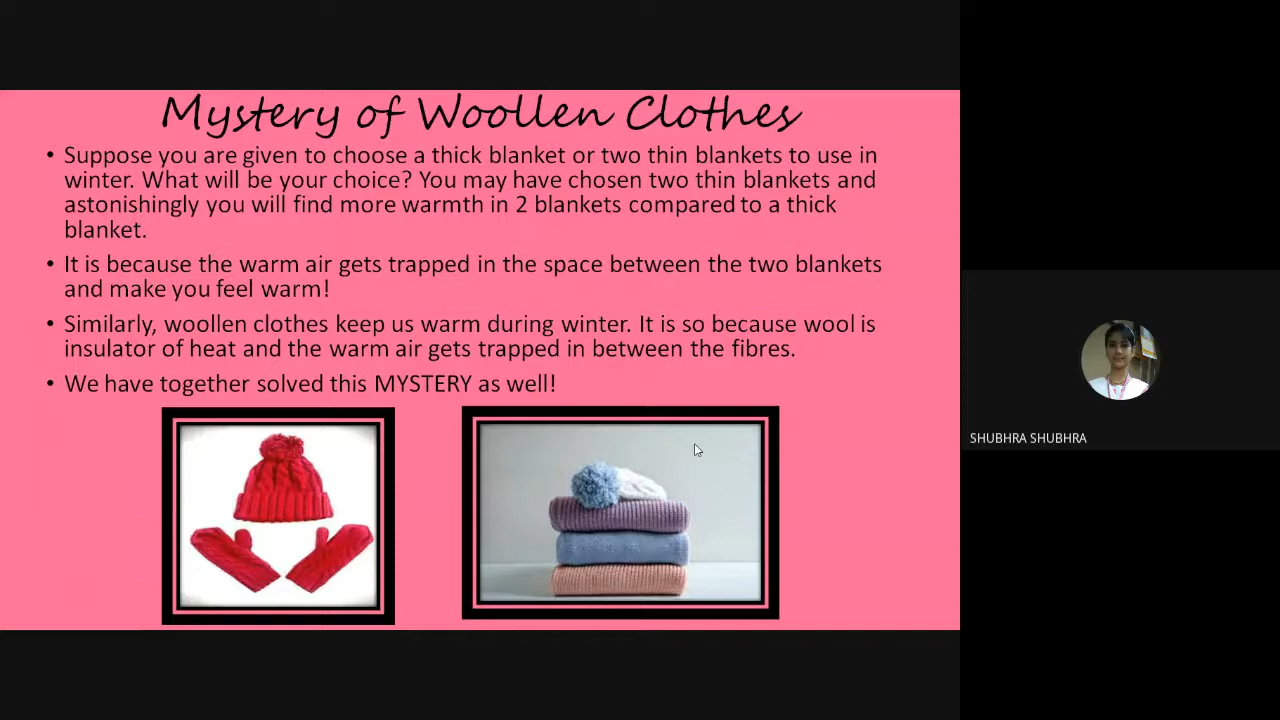 Mystery of Woollen Clothes
• Suppose you are given to choose a thick blanket or two thin blankets to use in
winter. What will be your choice? You may have chosen two thin blankets and
astonishingly you will find more warmth in 2 blankets compared to a thick
blanket.
• It is because the warm air gets trapped in the space between the two blankets
and make you feel warm!
• Similarly, woollen clothes keep us warm during winter. It is so because wool is
insulator of heat and the warm air gets trapped in between the fibres.
• We have together solved this MYSTERY as well!
SHUBHRA SHUBHRA